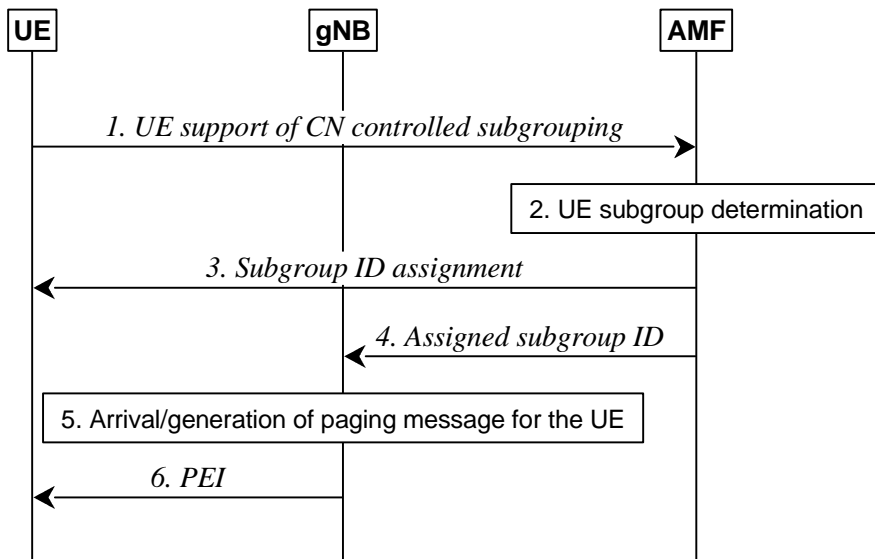 UE
gNB
AMF
1. UE support of CN controlled subgrouping
2. UE subgroup determination
3. Subgroup ID assignment
4. Assigned subgroup ID
5. Arrival/generation of paging message for the UE
6. PEI